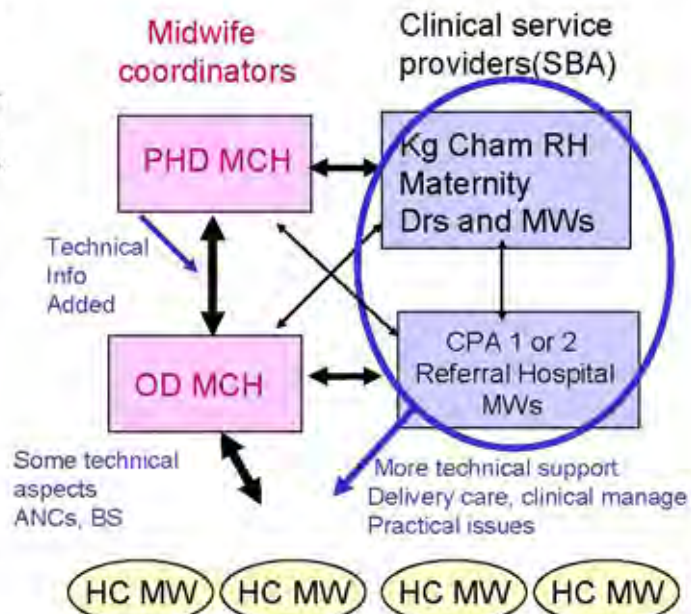 Midwife
coordinators
Clinical service
providers(SBA)
PHD MCH
Kg Cham RH
Maternity
Drs and MWs
Technical
Info
Added
OD MCH
CPA 1 or 2
Referral Hospital
MWs
Some technical
aspects
ANCs, BS
More technical support
Delivery care, clinical manage
Practical issues
HC MW
HC MW
HC MW
HC MW